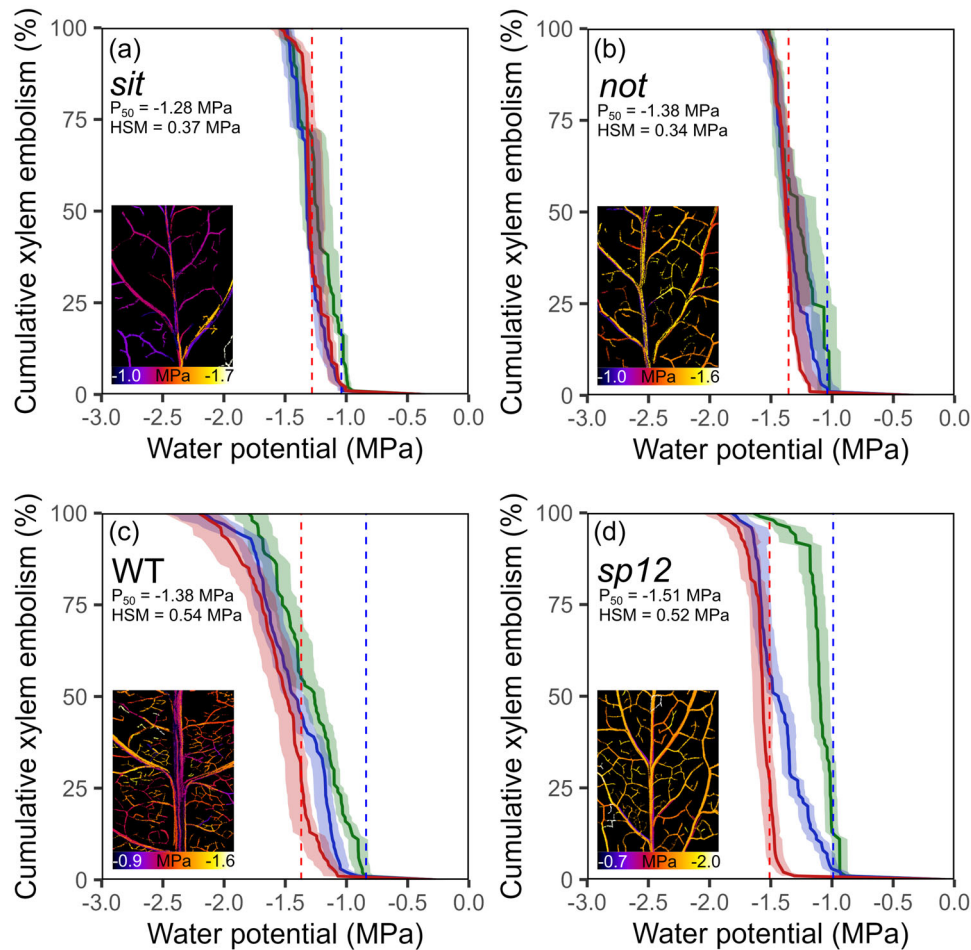 Cumulative xylem embolism (%)
100
75
50
25
0
(a)
sit
P50 = -1.28 MPa
HSM = 0.37 MPa
-1.0 MPa -1.7
-3.0 -2.5 -2.0 -1.5 -1.0 -0.5 0.0
Water potential (MPa)
Cumulative xylem embolism (%)
100
75
50
25
0
(b)
not
P50 = -1.38 MPa
HSM = 0.34 MPa
-1.0 MPa -1.6
-3.0 -2.5 -2.0 -1.5 -1.0 -0.5 0.0
Water potential (MPa)
Cumulative xylem embolism (%)
100
75
50
25
0
(c)
WT
P50 = -1.38 MPa
HSM = 0.54 MPa
-0.9 MPa -1.6
-3.0 -2.5 -2.0 -1.5 -1.0 -0.5 0.0
Water potential (MPa)
Cumulative xylem embolism (%)
100
75
50
25
0
(d)
sp12
P50 = -1.51 MPa
HSM = 0.52 MPa
-0.7 MPa -2.0
-3.0 -2.5 -2.0 -1.5 -1.0 -0.5 0.0
Water potential (MPa)